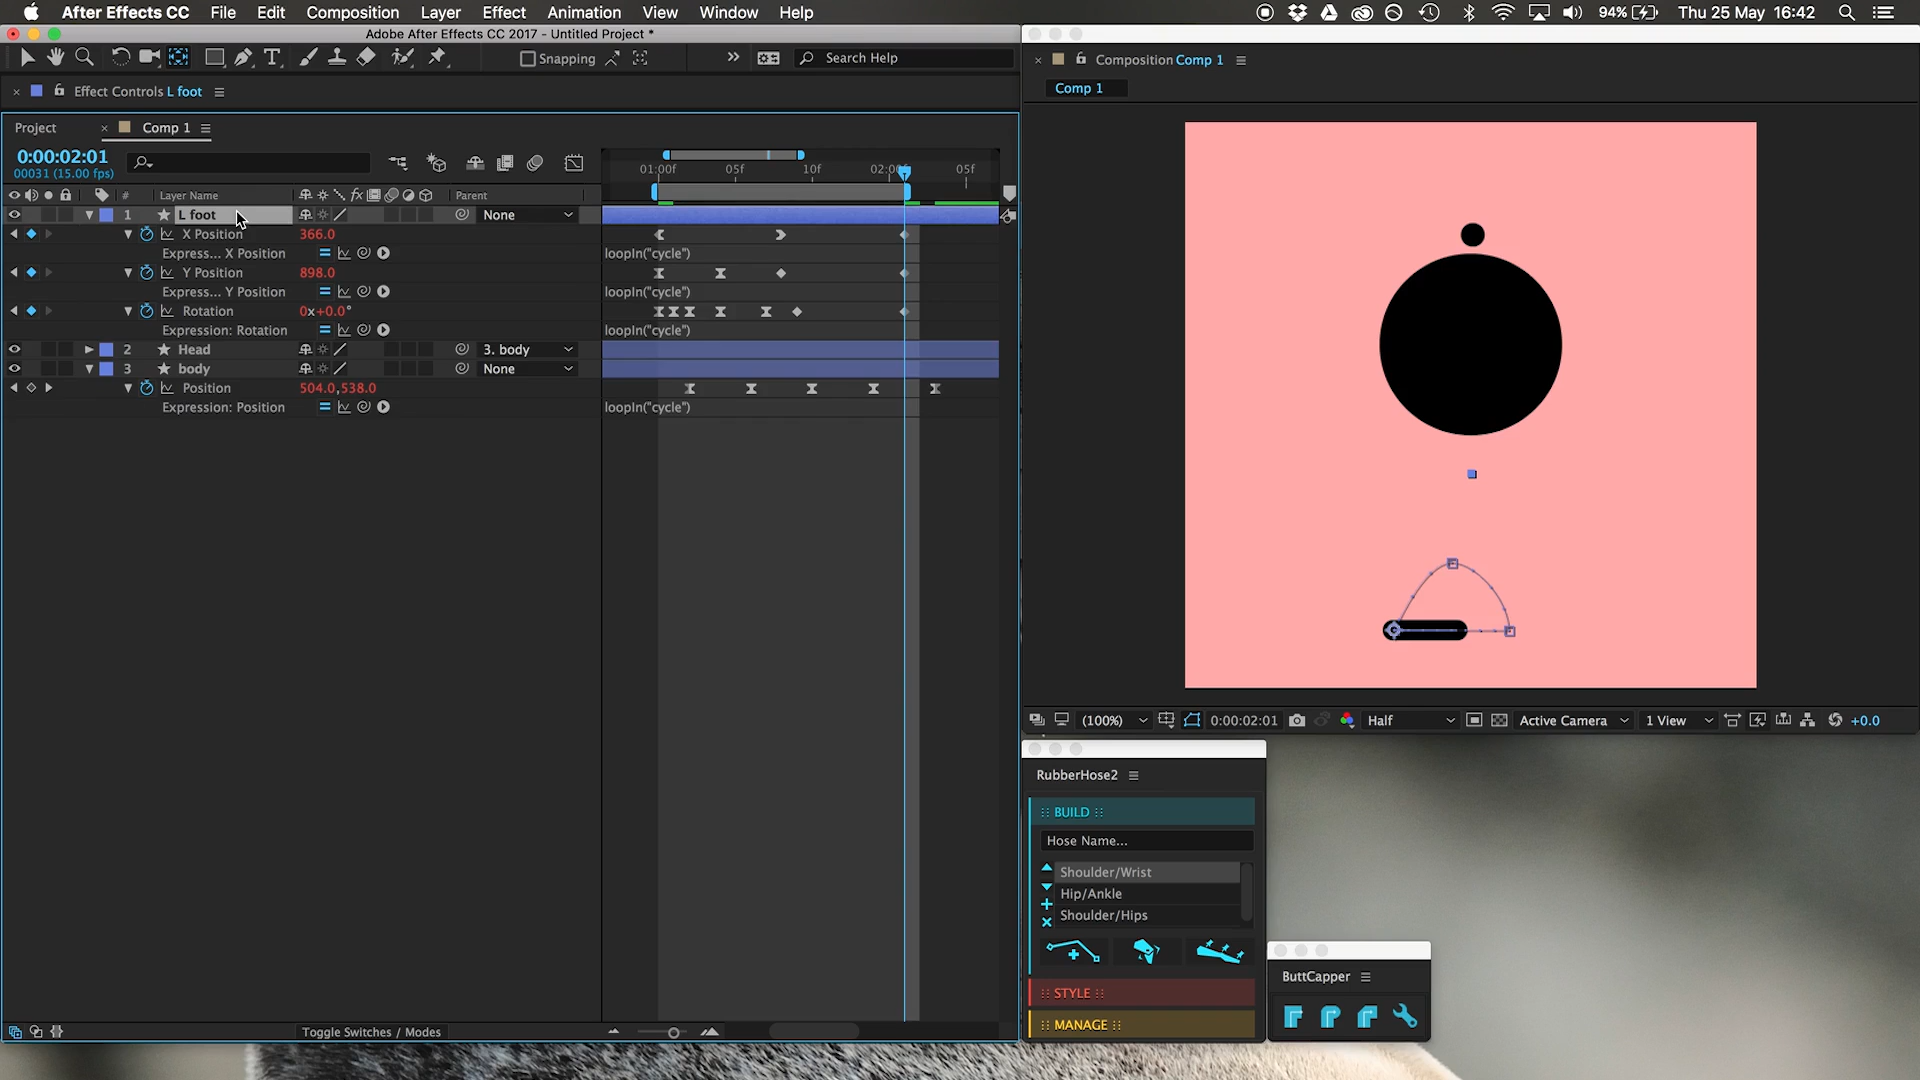 After Effects CC File Edit Composition Layer Effect Animation View Window Help
94% Thu 25 May 16:42
Adobe After Effects CC 2017 - Untitled Project *
Snapping
Search Help
Effect Controls L foot
Project
Comp 1
0:00:02:01
00031 (15.00 fps)
01:00f 05f 10f 02:00f 05f
# Layer Name Parent
1 L foot None
X Position 366.0
Express... X Position loopIn("cycle")
Y Position 898.0
Express... Y Position loopIn("cycle")
Rotation 0x+0.0°
Expression: Rotation loopIn("cycle")
2 Head 3. body
3 body None
Position 504.0,538.0
Expression: Position loopIn("cycle")
Toggle Switches / Modes
Composition Comp 1
Comp 1
(100%) 0:00:02:01 Half Active Camera 1 View +0.0
RubberHose2
:: BUILD ::
Hose Name...
Shoulder/Wrist
Hip/Ankle
Shoulder/Hips
:: STYLE ::
:: MANAGE ::
ButtCapper